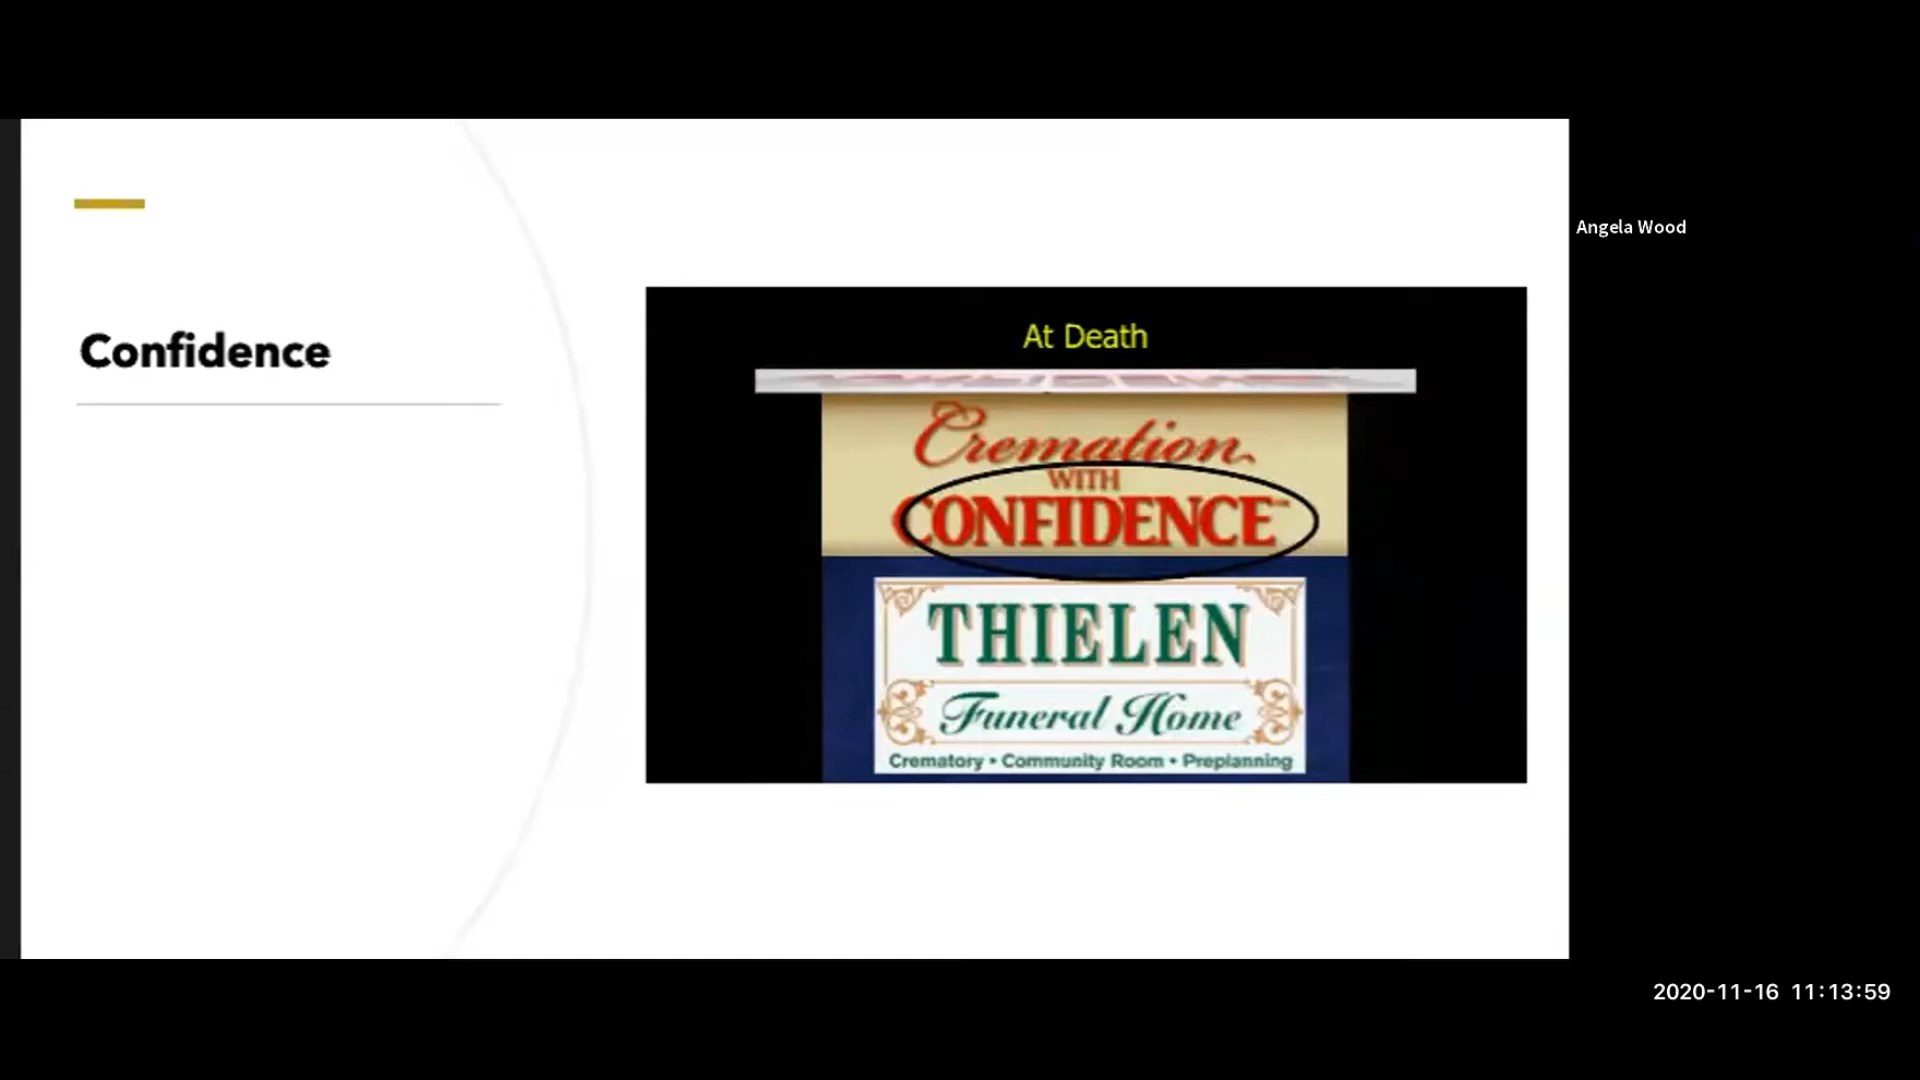 Confidence
At Death
Cremation
WITH
CONFIDENCE™
THIELEN
Funeral Home
Crematory • Community Room • Preplanning
Angela Wood
2020-11-16 11:13:59